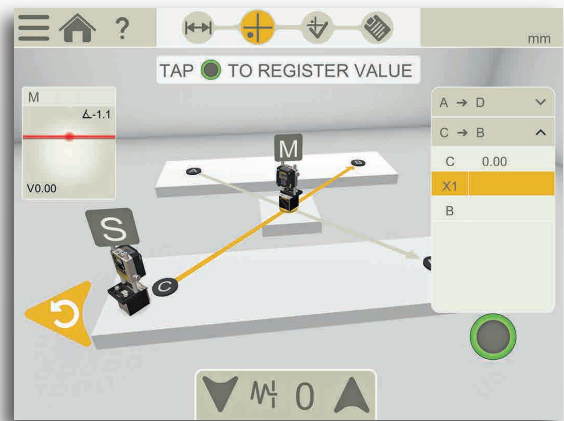 ?
mm
TAP TO REGISTER VALUE
M
∡-1.1
V0.00
A → D
C → B
C 0.00
X1
B
M
A
B
S
C
0